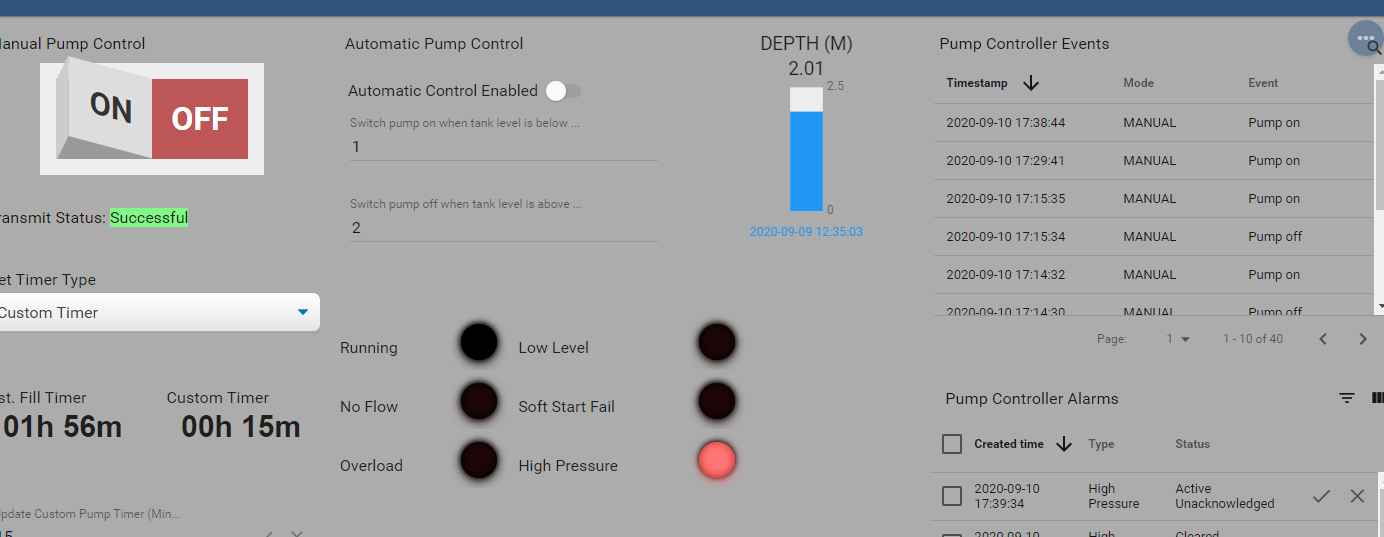 anual Pump Control
ON
OFF
ransmit Status: Successful
et Timer Type
Custom Timer
st. Fill Timer
01h 56m
Custom Timer
00h 15m
pdate Custom Pump Timer (Min...
Automatic Pump Control
Automatic Control Enabled
Switch pump on when tank level is below ...
1
Switch pump off when tank level is above ...
2
DEPTH (M)
2.01
2.5
0
2020-09-09 12:35:03
Running
Low Level
No Flow
Soft Start Fail
Overload
High Pressure
Pump Controller Events
Timestamp Mode Event
2020-09-10 17:38:44 MANUAL Pump on
2020-09-10 17:29:41 MANUAL Pump on
2020-09-10 17:15:35 MANUAL Pump on
2020-09-10 17:15:34 MANUAL Pump off
2020-09-10 17:14:32 MANUAL Pump on
2020-09-10 17:14:30 MANUAL Pump off
Page: 1 1 - 10 of 40
Pump Controller Alarms
Created time Type Status
2020-09-10 High Active
17:39:34 Pressure Unacknowledged
2020-09-10 High Cleared